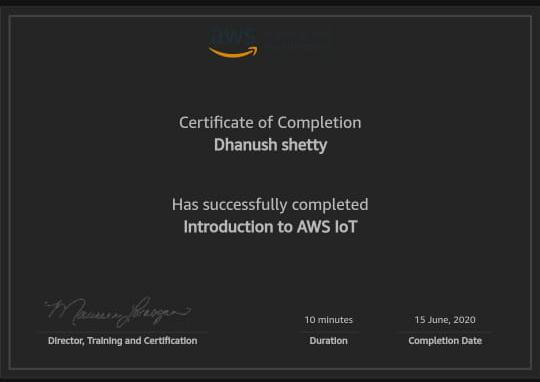 aws
Certificate of Completion
Dhanush shetty
Has successfully completed
Introduction to AWS IoT
10 minutes
15 June, 2020
Director, Training and Certification
Duration
Completion Date